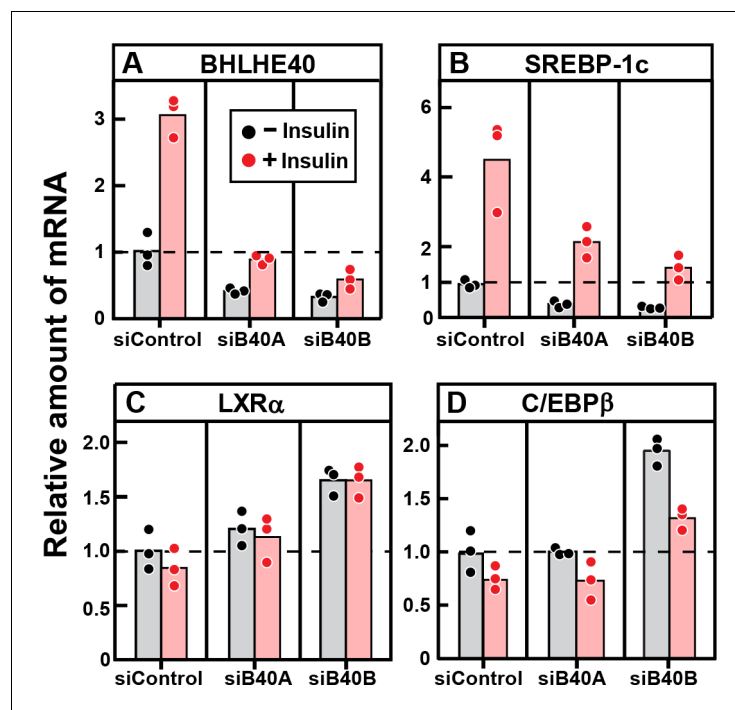 Relative amount of mRNA
A BHLHE40
3
2
1
0
− Insulin
+ Insulin
siControl siB40A siB40B
B SREBP-1c
6
4
2
1
0
siControl siB40A siB40B
C LXRα
2.0
1.5
1.0
0.5
0
siControl siB40A siB40B
D C/EBPβ
2.0
1.5
1.0
0.5
0
siControl siB40A siB40B